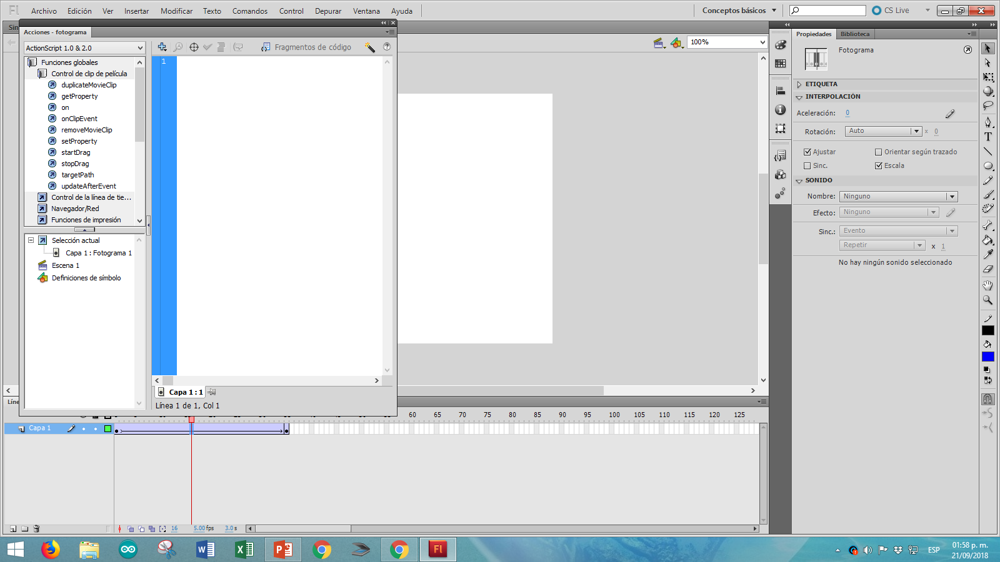 Fl Archivo Edición Ver Insertar Modificar Texto Comandos Control Depurar Ventana Ayuda Conceptos básicos CS Live
Acciones - fotograma
ActionScript 1.0 & 2.0
Fragmentos de código
Funciones globales
Control de clip de película
duplicateMovieClip
getProperty
on
onClipEvent
removeMovieClip
setProperty
startDrag
stopDrag
targetPath
updateAfterEvent
Control de la línea de tie...
Navegador/Red
Funciones de impresión
Selección actual
Capa 1 : Fotograma 1
Escena 1
Definiciones de símbolo
1
Capa 1 : 1
Línea 1 de 1, Col 1
100%
Propiedades Biblioteca
Fotograma
ETIQUETA
INTERPOLACIÓN
Aceleración: 0
Rotación: Auto x 0
Ajustar Orientar según trazado
Sinc. Escala
SONIDO
Nombre: Ninguno
Efecto: Ninguno
Sinc.: Evento
Repetir x 1
No hay ningún sonido seleccionado
60 65 70 75 80 85 90 95 100 105 110 115 120 125
Capa 1
16 5.00 fps 3.0 s
ESP
01:58 p. m.
21/09/2018